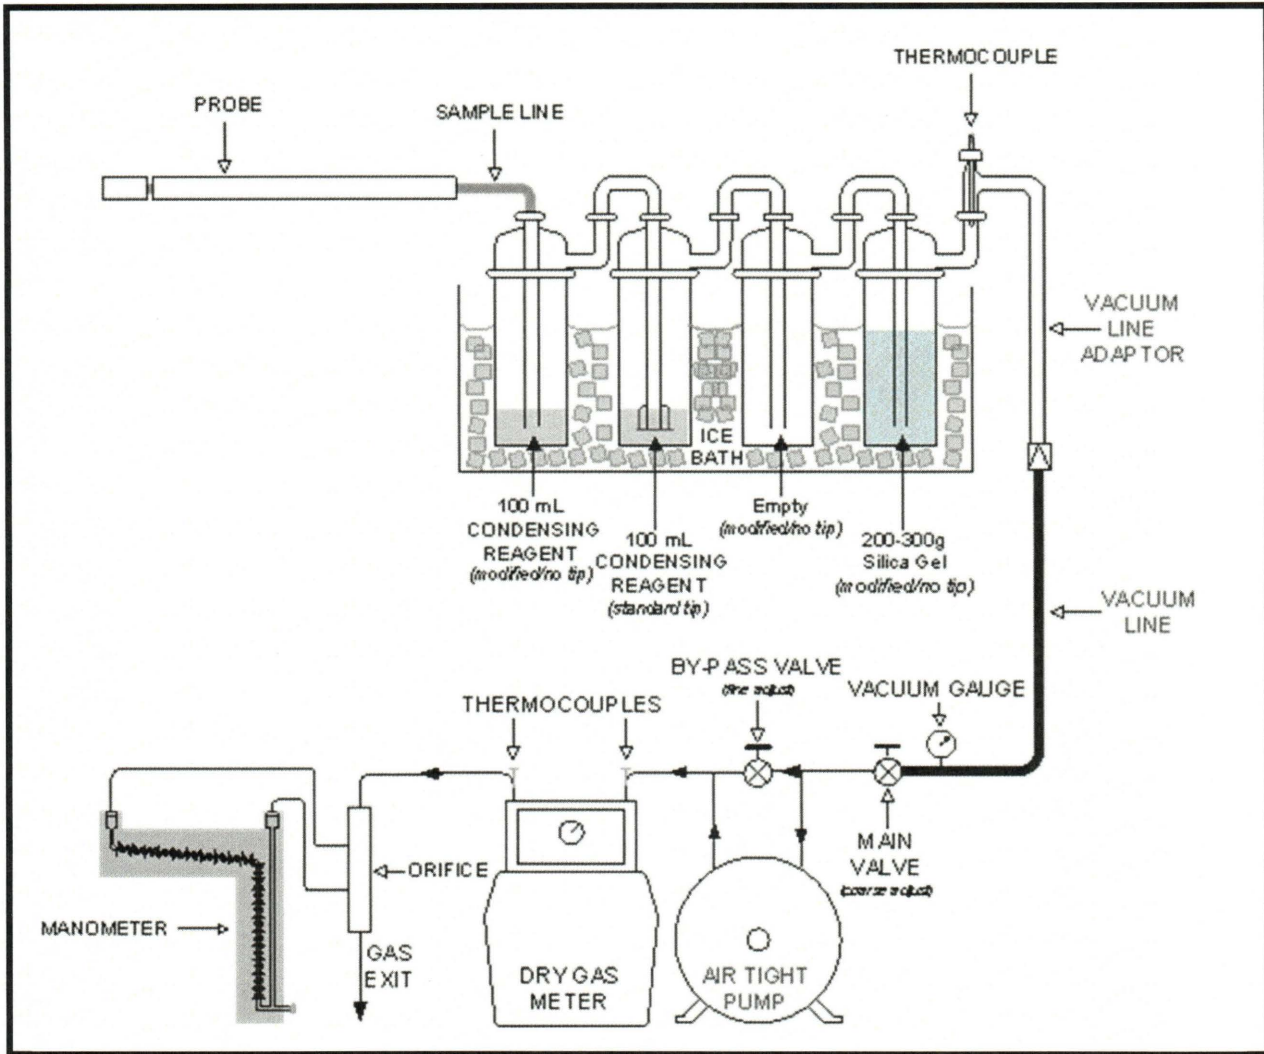 THERMOCOUPLE
PROBE
SAMPLE LINE
VACUUM
LINE
ADAPTOR
ICE
BATH
100 mL
CONDENSING
REAGENT
(modified/no tip)
100 mL
CONDENSING
REAGENT
(standard tip)
Empty
(modified/no tip)
200-300g
Silica Gel
(modified/no tip)
VACUUM
LINE
BY-PASS VALVE
(fine adjust)
VACUUM GAUGE
THERMOCOUPLES
MAIN
VALVE
(coarse adjust)
ORIFICE
MANOMETER
GAS
EXIT
DRY GAS
METER
AIR TIGHT
PUMP